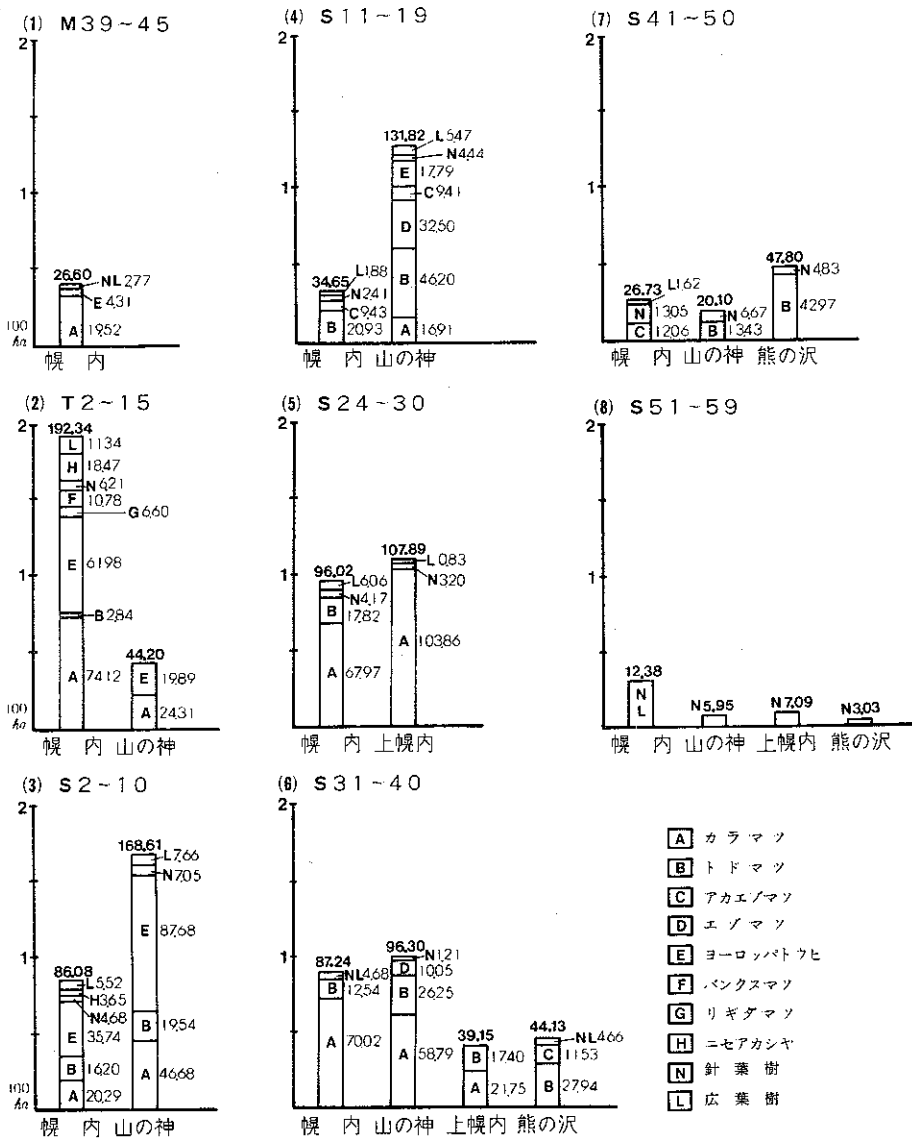 (1) M39~45
2
1
100
ha
26.60
NL 2.77
E 4.31
A 19.52
幌内
(2) T2~15
2
1
100
ha
192.34
L 11.34
H 18.47
N 6.21
F 10.78
G 6.60
E 61.98
B 2.84
A 74.12
44.20
E 19.89
A 24.31
幌内 山の神
(3) S2~10
2
1
100
ha
86.08
L 5.52
H 3.65
N 4.68
E 35.74
B 16.20
A 20.29
168.61
L 7.66
N 7.05
E 87.68
B 19.54
A 46.68
幌内 山の神
(4) S11~19
2
1
34.65
L 1.88
N 2.41
C 9.43
B 20.93
131.82
L 5.47
N 4.44
E 17.79
C 9.41
D 32.50
B 46.20
A 16.91
幌内 山の神
(5) S24~30
2
1
96.02
L 6.06
N 4.17
B 17.82
A 67.97
107.89
L 0.83
N 3.20
A 103.86
幌内 上幌内
(6) S31~40
2
1
87.24
NL 4.68
B 12.54
A 70.02
96.30
N 1.21
D 10.05
B 26.25
A 58.79
39.15
B 17.40
A 21.75
44.13
NL 4.66
C 11.53
B 27.94
幌内 山の神 上幌内 熊の沢
(7) S41~50
2
1
26.73
L 1.62
N 13.05
C 12.06
20.10
N 6.67
B 13.43
47.80
N 4.83
B 42.97
幌内 山の神 熊の沢
(8) S51~59
2
1
12.38
N
L
N 5.95
N 7.09
N 3.03
幌内 山の神 上幌内 熊の沢
A カラマツ
B トドマツ
C アカエゾマツ
D エゾマツ
E ヨーロッパトウヒ
F バンクスマツ
G リギダマツ
H ニセアカシヤ
N 針葉樹
L 広葉樹